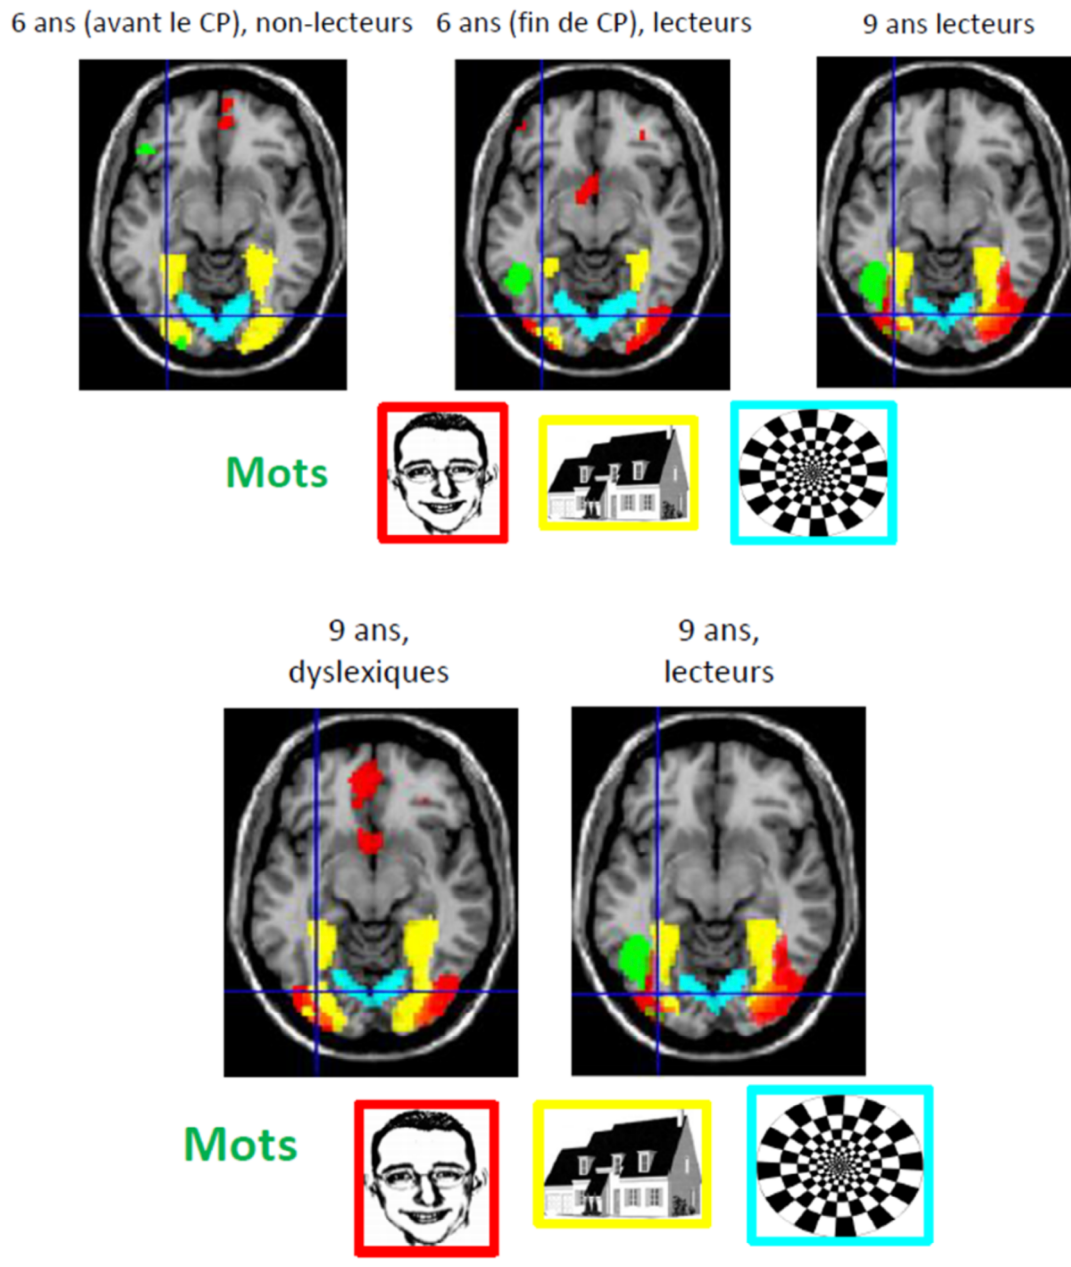 6 ans (avant le CP), non-lecteurs
6 ans (fin de CP), lecteurs
9 ans lecteurs
Mots
9 ans,
dyslexiques
9 ans,
lecteurs
Mots